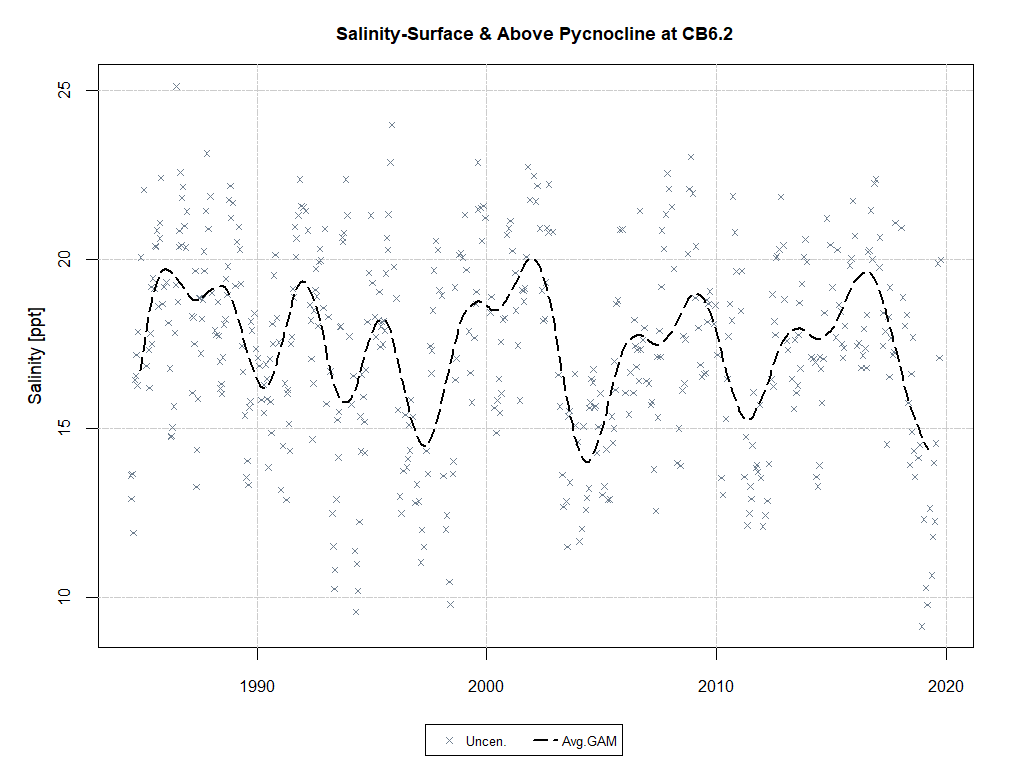 Salinity-Surface & Above Pycnocline at CB6.2
Salinity [ppt]
25
20
15
10
1990
2000
2010
2020
Uncen.
Avg.GAM